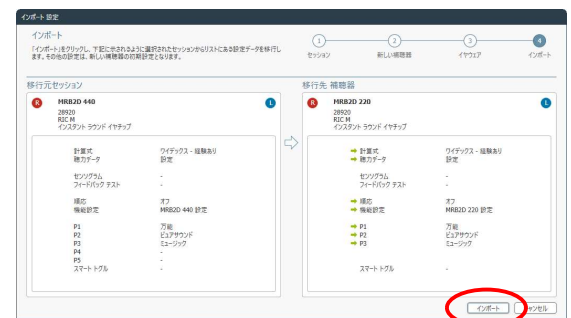 インポート 設定
インポート
「インポート」をクリックし、下記に示されるように選択されたセッションからリストにある設定データを移行し
ます。その他の設定は、新しい補聴器の初期設定となります。
1 2 3 4
セッション 新しい補聴器 イヤウェア インポート
移行元セッション
R MRB2D 440 L
28920
RIC M
インスタント ラウンド イヤチップ
計算式 ワイデックス - 経験あり
聴力データ 設定
センソグラム -
フィードバック テスト -
順応 オフ
機能設定 MRB2D 440 設定
P1 万能
P2 ピュアサウンド
P3 ミュージック
P4 -
P5 -
スマート トグル -
移行先 補聴器
R MRB2D 220 L
28920
RIC M
インスタント ラウンド イヤチップ
計算式 ワイデックス - 経験あり
聴力データ 設定
センソグラム -
フィードバック テスト -
順応 オフ
機能設定 MRB2D 220 設定
P1 万能
P2 ピュアサウンド
P3 ミュージック
スマート トグル -
インポート キャンセル